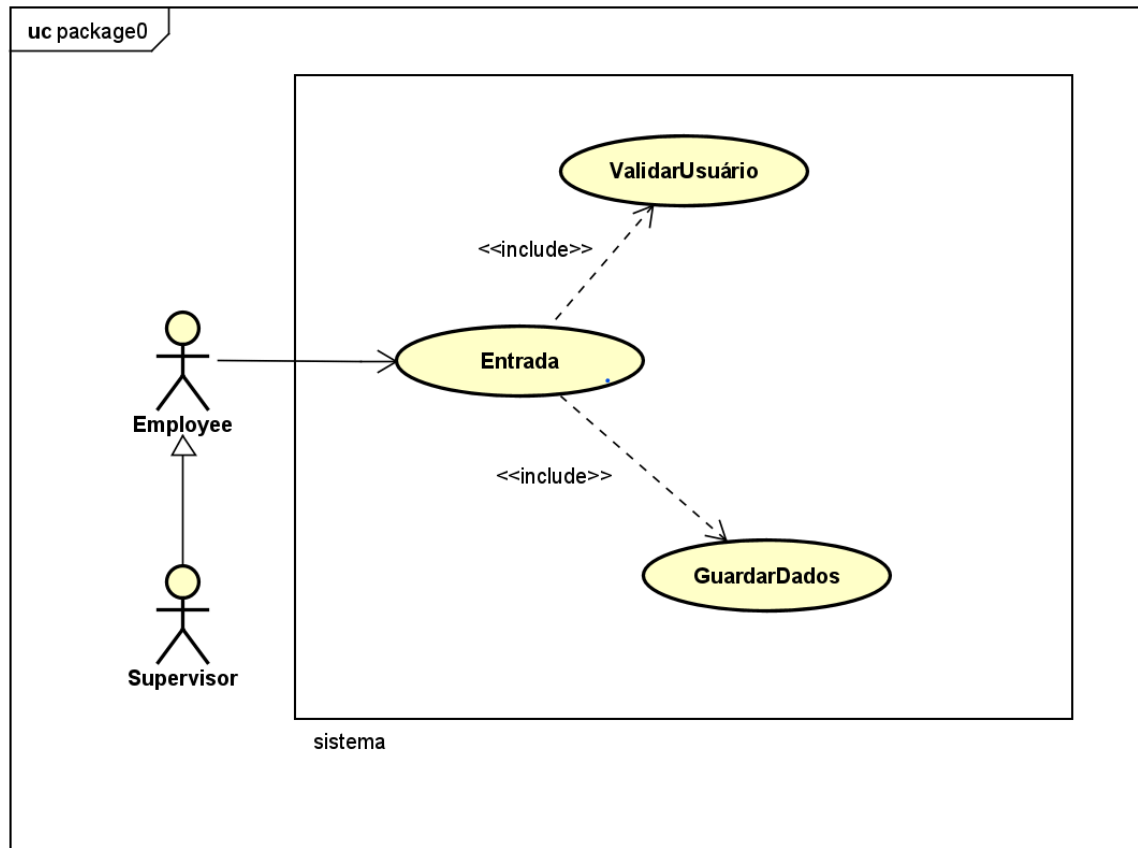 uc package0
ValidarUsuário
<<include>>
Entrada
Employee
<<include>>
GuardarDados
Supervisor
sistema